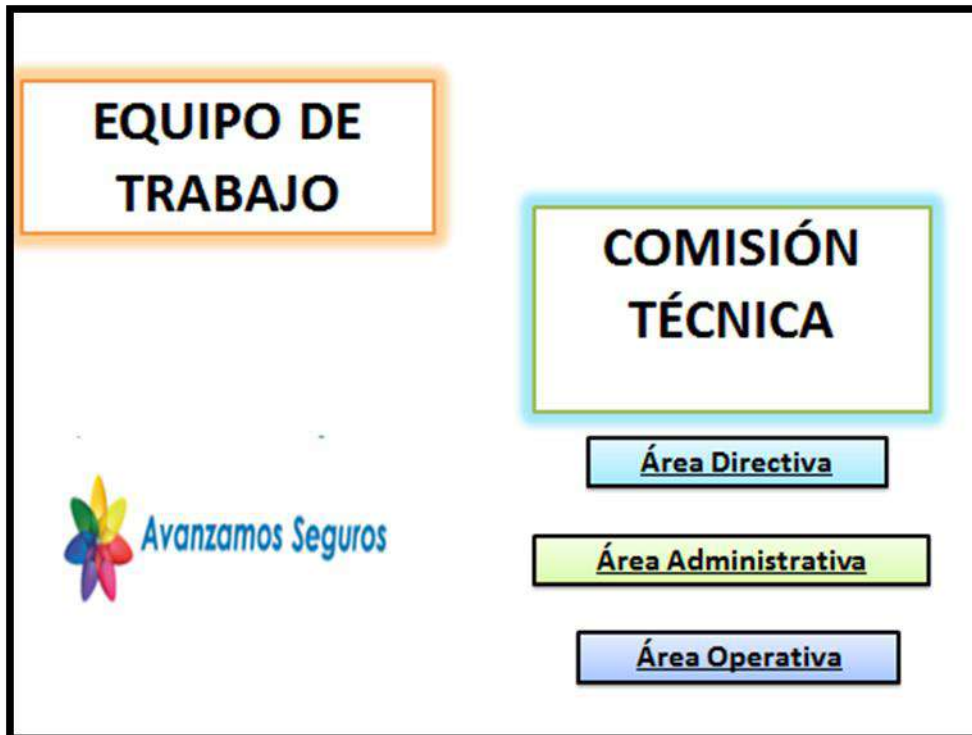 EQUIPO DE
TRABAJO
COMISIÓN
TÉCNICA
Área Directiva
Avanzamos Seguros
Área Administrativa
Área Operativa